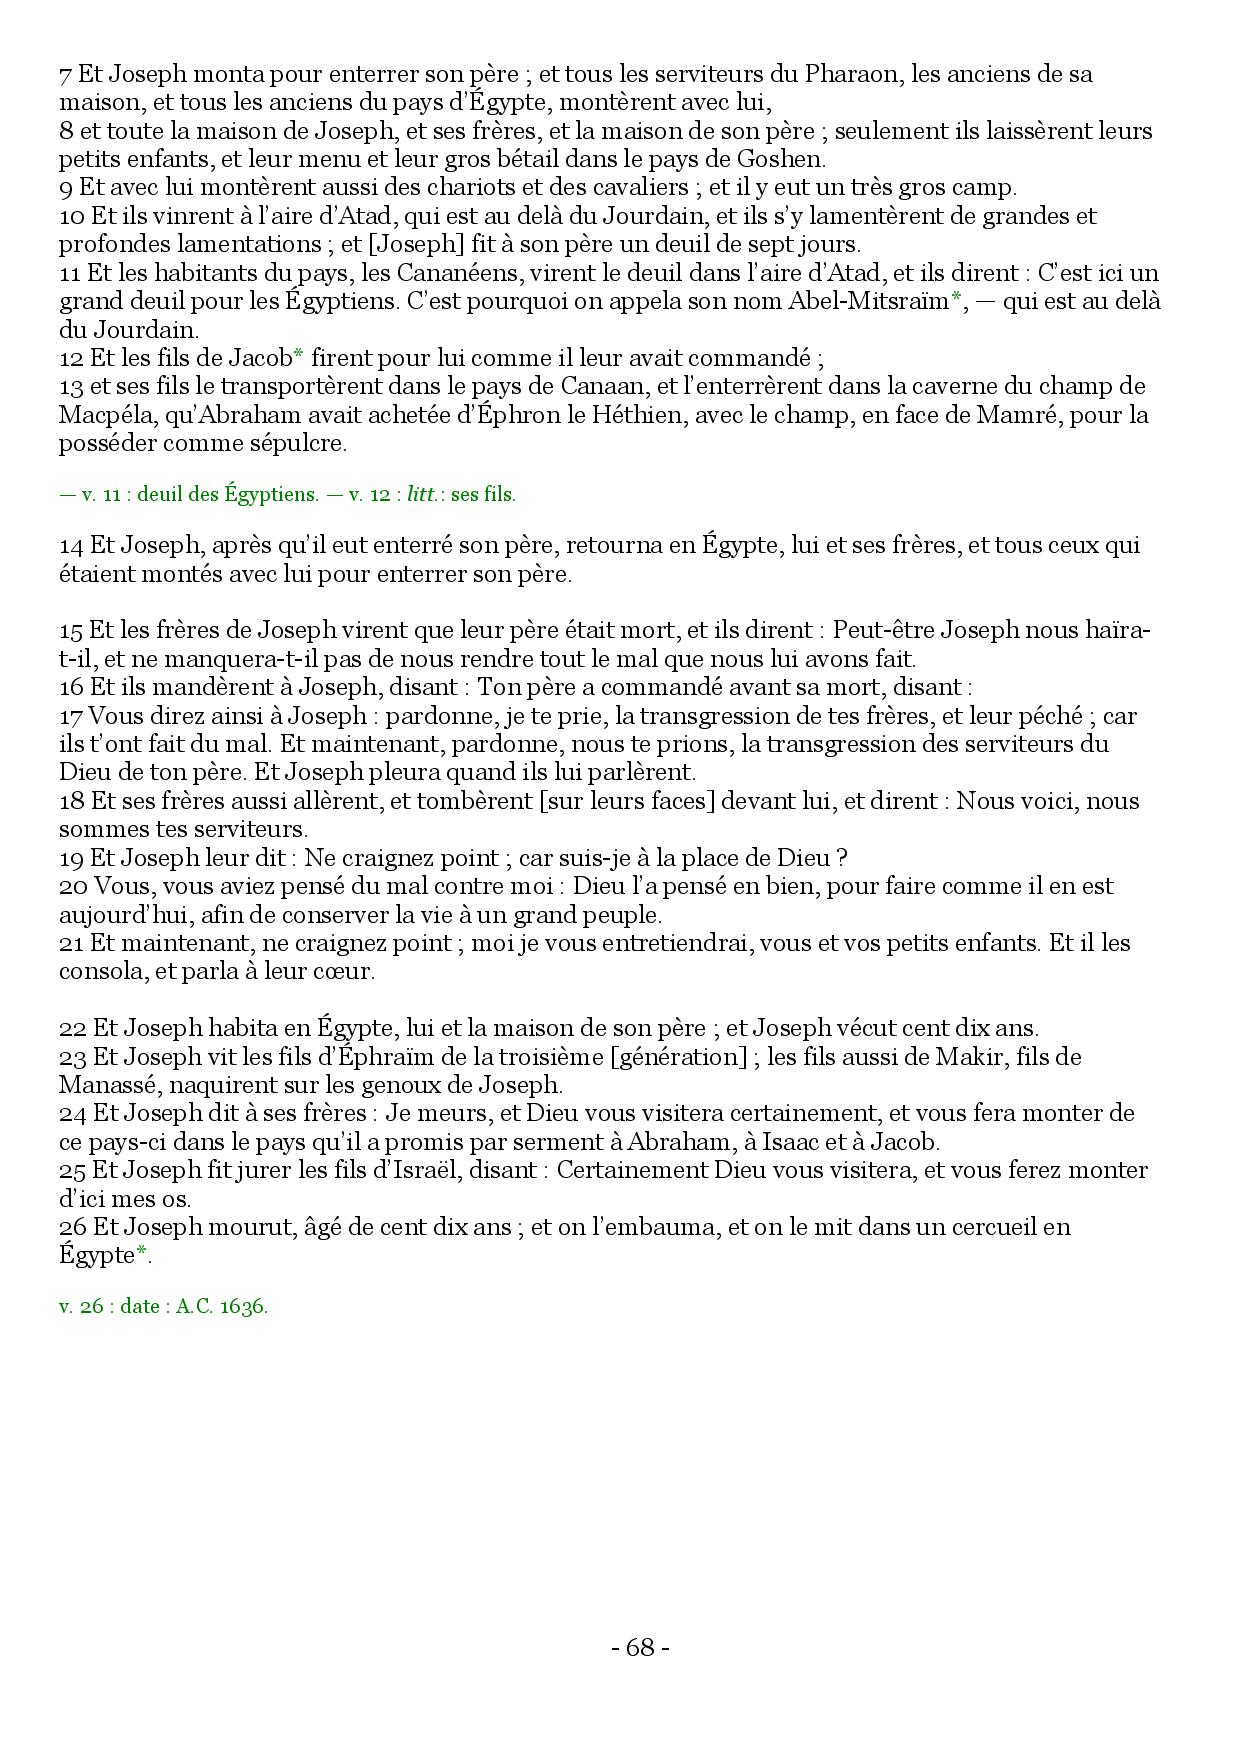 7 Et Joseph monta pour enterrer son père ; et tous les serviteurs du Pharaon, les anciens de sa
maison, et tous les anciens du pays d’Égypte, montèrent avec lui,
8 et toute la maison de Joseph, et ses frères, et la maison de son père ; seulement ils laissèrent leurs
petits enfants, et leur menu et leur gros bétail dans le pays de Goshen.
9 Et avec lui montèrent aussi des chariots et des cavaliers ; et il y eut un très gros camp.
10 Et ils vinrent à l’aire d’Atad, qui est au delà du Jourdain, et ils s’y lamentèrent de grandes et
profondes lamentations ; et [Joseph] fit à son père un deuil de sept jours.
11 Et les habitants du pays, les Cananéens, virent le deuil dans l’aire d’Atad, et ils dirent : C’est ici un
grand deuil pour les Égyptiens. C’est pourquoi on appela son nom Abel-Mitsraïm*, — qui est au delà
du Jourdain.
12 Et les fils de Jacob* firent pour lui comme il leur avait commandé ;
13 et ses fils le transportèrent dans le pays de Canaan, et l’enterrèrent dans la caverne du champ de
Macpéla, qu’Abraham avait achetée d’Éphron le Héthien, avec le champ, en face de Mamré, pour la
posséder comme sépulcre.
— v. 11 : deuil des Égyptiens. — v. 12 : litt.: ses fils.
14 Et Joseph, après qu’il eut enterré son père, retourna en Égypte, lui et ses frères, et tous ceux qui
étaient montés avec lui pour enterrer son père.
15 Et les frères de Joseph virent que leur père était mort, et ils dirent : Peut-être Joseph nous haïra-
t-il, et ne manquera-t-il pas de nous rendre tout le mal que nous lui avons fait.
16 Et ils mandèrent à Joseph, disant : Ton père a commandé avant sa mort, disant :
17 Vous direz ainsi à Joseph : pardonne, je te prie, la transgression de tes frères, et leur péché ; car
ils t’ont fait du mal. Et maintenant, pardonne, nous te prions, la transgression des serviteurs du
Dieu de ton père. Et Joseph pleura quand ils lui parlèrent.
18 Et ses frères aussi allèrent, et tombèrent [sur leurs faces] devant lui, et dirent : Nous voici, nous
sommes tes serviteurs.
19 Et Joseph leur dit : Ne craignez point ; car suis-je à la place de Dieu ?
20 Vous, vous aviez pensé du mal contre moi : Dieu l’a pensé en bien, pour faire comme il en est
aujourd’hui, afin de conserver la vie à un grand peuple.
21 Et maintenant, ne craignez point ; moi je vous entretiendrai, vous et vos petits enfants. Et il les
consola, et parla à leur cœur.
22 Et Joseph habita en Égypte, lui et la maison de son père ; et Joseph vécut cent dix ans.
23 Et Joseph vit les fils d’Éphraïm de la troisième [génération] ; les fils aussi de Makir, fils de
Manassé, naquirent sur les genoux de Joseph.
24 Et Joseph dit à ses frères : Je meurs, et Dieu vous visitera certainement, et vous fera monter de
ce pays-ci dans le pays qu’il a promis par serment à Abraham, à Isaac et à Jacob.
25 Et Joseph fit jurer les fils d’Israël, disant : Certainement Dieu vous visitera, et vous ferez monter
d’ici mes os.
26 Et Joseph mourut, âgé de cent dix ans ; et on l’embauma, et on le mit dans un cercueil en
Égypte*.
v. 26 : date : A.C. 1636.
- 68 -